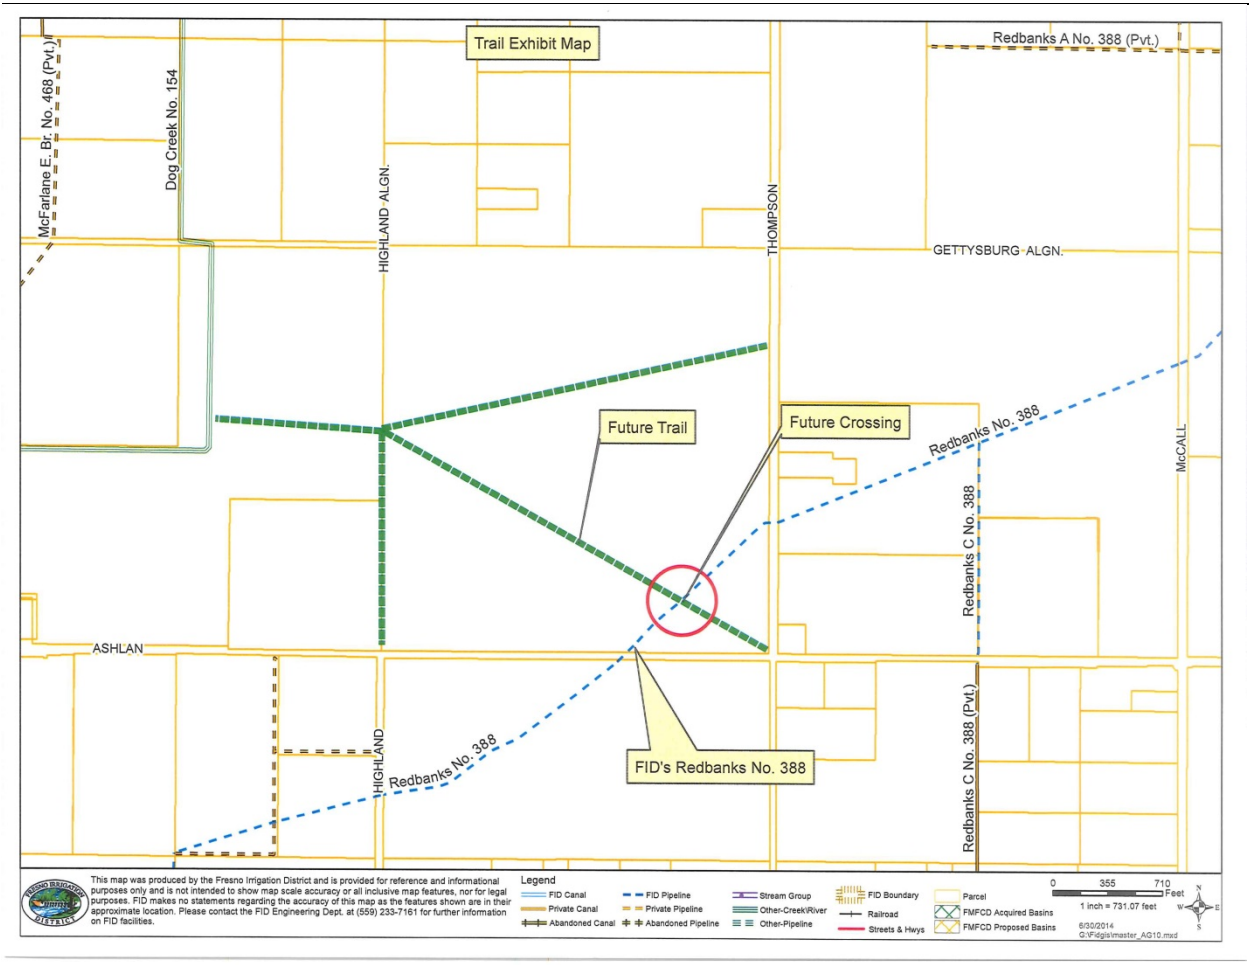 Trail Exhibit Map
Redbanks A No. 388 (Pvt.)
McFarlane E. Br. No. 468 (Pvt.)
Dog Creek No. 154
HIGHLAND ALGN.
THOMPSON
GETTYSBURG ALGN.
Future Trail
Future Crossing
Redbanks No. 388
McCALL
Redbanks C No. 388
ASHLAN
HIGHLAND
Redbanks No. 388
FID's Redbanks No. 388
Redbanks C No. 388 (Pvt.)
FRESNO IRRIGATION
DISTRICT
This map was produced by the Fresno Irrigation District and is provided for reference and informational
purposes only and is not intended to show map scale accuracy or all inclusive map features, nor for legal
purposes. FID makes no statements regarding the accuracy of this map as the features shown are in their
approximate location. Please contact the FID Engineering Dept. at (559) 233-7161 for further information
on FID facilities.
Legend
FID Canal
Private Canal
Abandoned Canal
FID Pipeline
Private Pipeline
Abandoned Pipeline
Stream Group
Other-Creek\River
Other-Pipeline
FID Boundary
Railroad
Streets & Hwys
Parcel
FMFCD Acquired Basins
FMFCD Proposed Basins
0 355 710
Feet
1 inch = 731.07 feet
6/30/2014
G:\Fidgis\master_AG10.mxd
N
W E
S